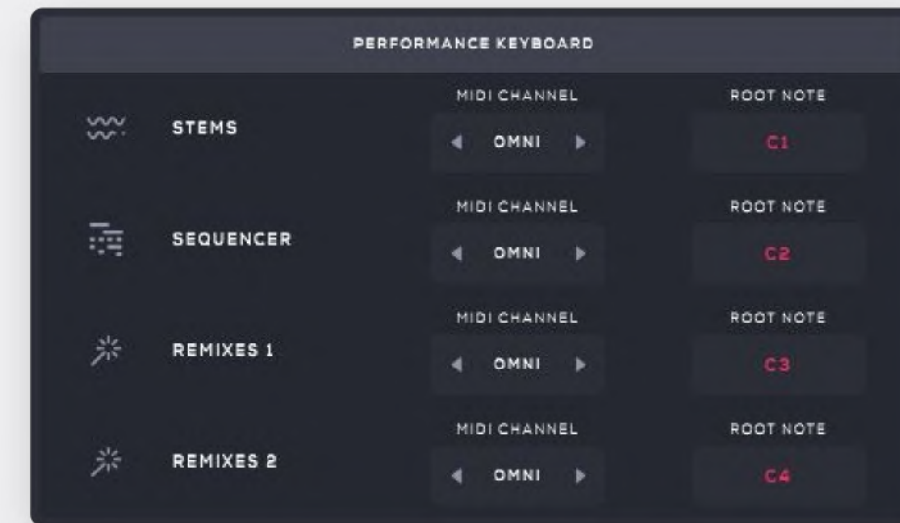 PERFORMANCE KEYBOARD
MIDI CHANNEL ROOT NOTE
STEMS OMNI C1
MIDI CHANNEL ROOT NOTE
SEQUENCER OMNI C2
MIDI CHANNEL ROOT NOTE
REMIXES 1 OMNI C3
MIDI CHANNEL ROOT NOTE
REMIXES 2 OMNI C4